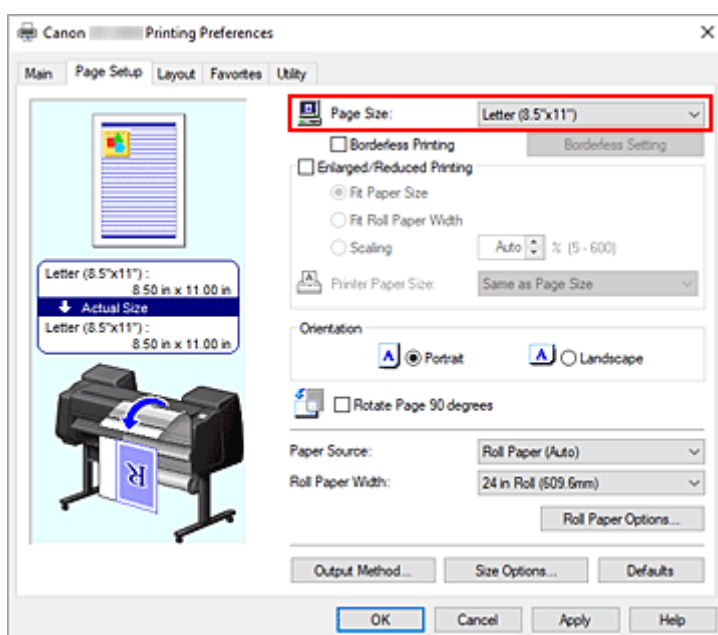 Canon Printing Preferences
Main Page Setup Layout Favorites Utility
Page Size: Letter (8.5"x11")
Borderless Printing Borderless Setting
Enlarged/Reduced Printing
Fit Paper Size
Fit Roll Paper Width
Scaling Auto % (5 - 600)
Printer Paper Size: Same as Page Size
Letter (8.5"x11") :
8.50 in x 11.00 in
Actual Size
Letter (8.5"x11") :
8.50 in x 11.00 in
Orientation
A Portrait A Landscape
Rotate Page 90 degrees
R
Paper Source: Roll Paper (Auto)
Roll Paper Width: 24 in Roll (609.6mm)
Roll Paper Options...
Output Method... Size Options... Defaults
OK Cancel Apply Help